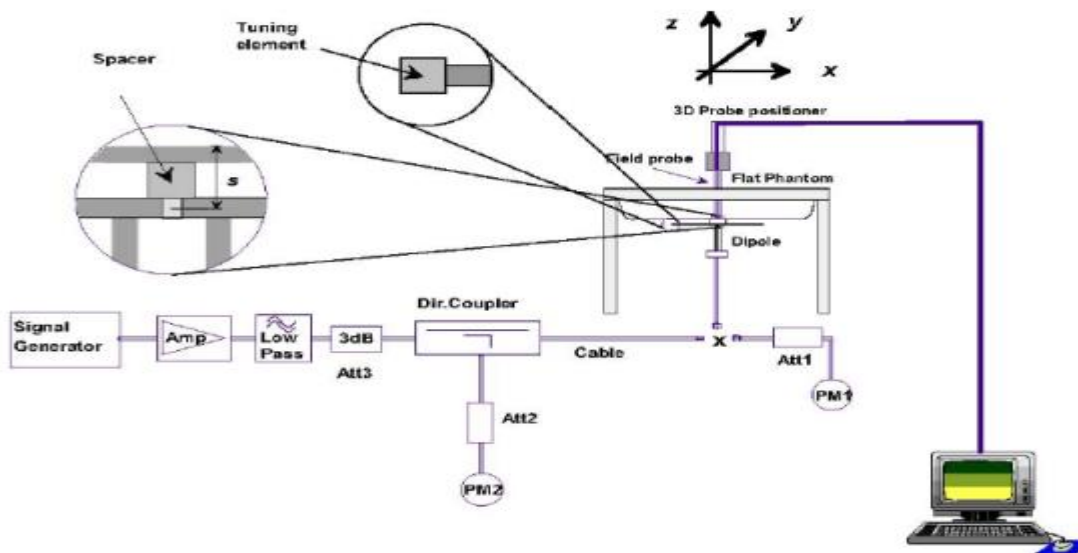 Tuning
element
z
y
x
Spacer
3D Probe positioner
Field probe
Flat Phantom
s
Dipole
Dir.Coupler
Signal
Generator
Amp
Low
Pass
3dB
Att3
Cable
x
Att1
PM1
Att2
PM2